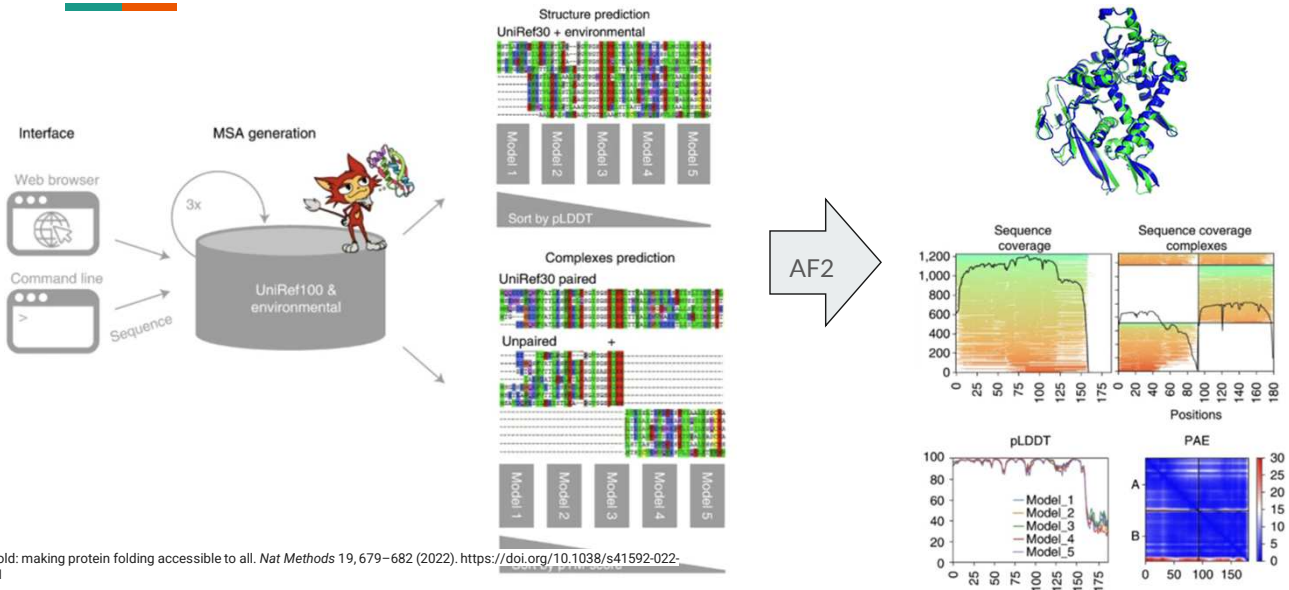 Interface
Web browser
Command line
>
Sequence
MSA generation
3x
UniRef100 &
environmental
Structure prediction
UniRef30 + environmental
Model 1
Model 2
Model 3
Model 4
Model 5
Sort by pLDDT
Complexes prediction
UniRef30 paired
Unpaired +
Model 1
Model 2
Model 3
Model 4
Model 5
Sort by pTM score
AF2
Sequence
coverage
1,200
1,000
800
600
400
200
0
0 25 50 75 100 125 150 175
Sequence coverage
complexes
0 20 40 60 80 100 120 140 160 180
Positions
pLDDT
100
80
60
40
20
0
Model_1
Model_2
Model_3
Model_4
Model_5
0 25 50 75 100 125 150 175
PAE
A
B
0 50 100 150
30
25
20
15
10
5
0
old: making protein folding accessible to all. Nat Methods 19, 679–682 (2022). https://doi.org/10.1038/s41592-022-